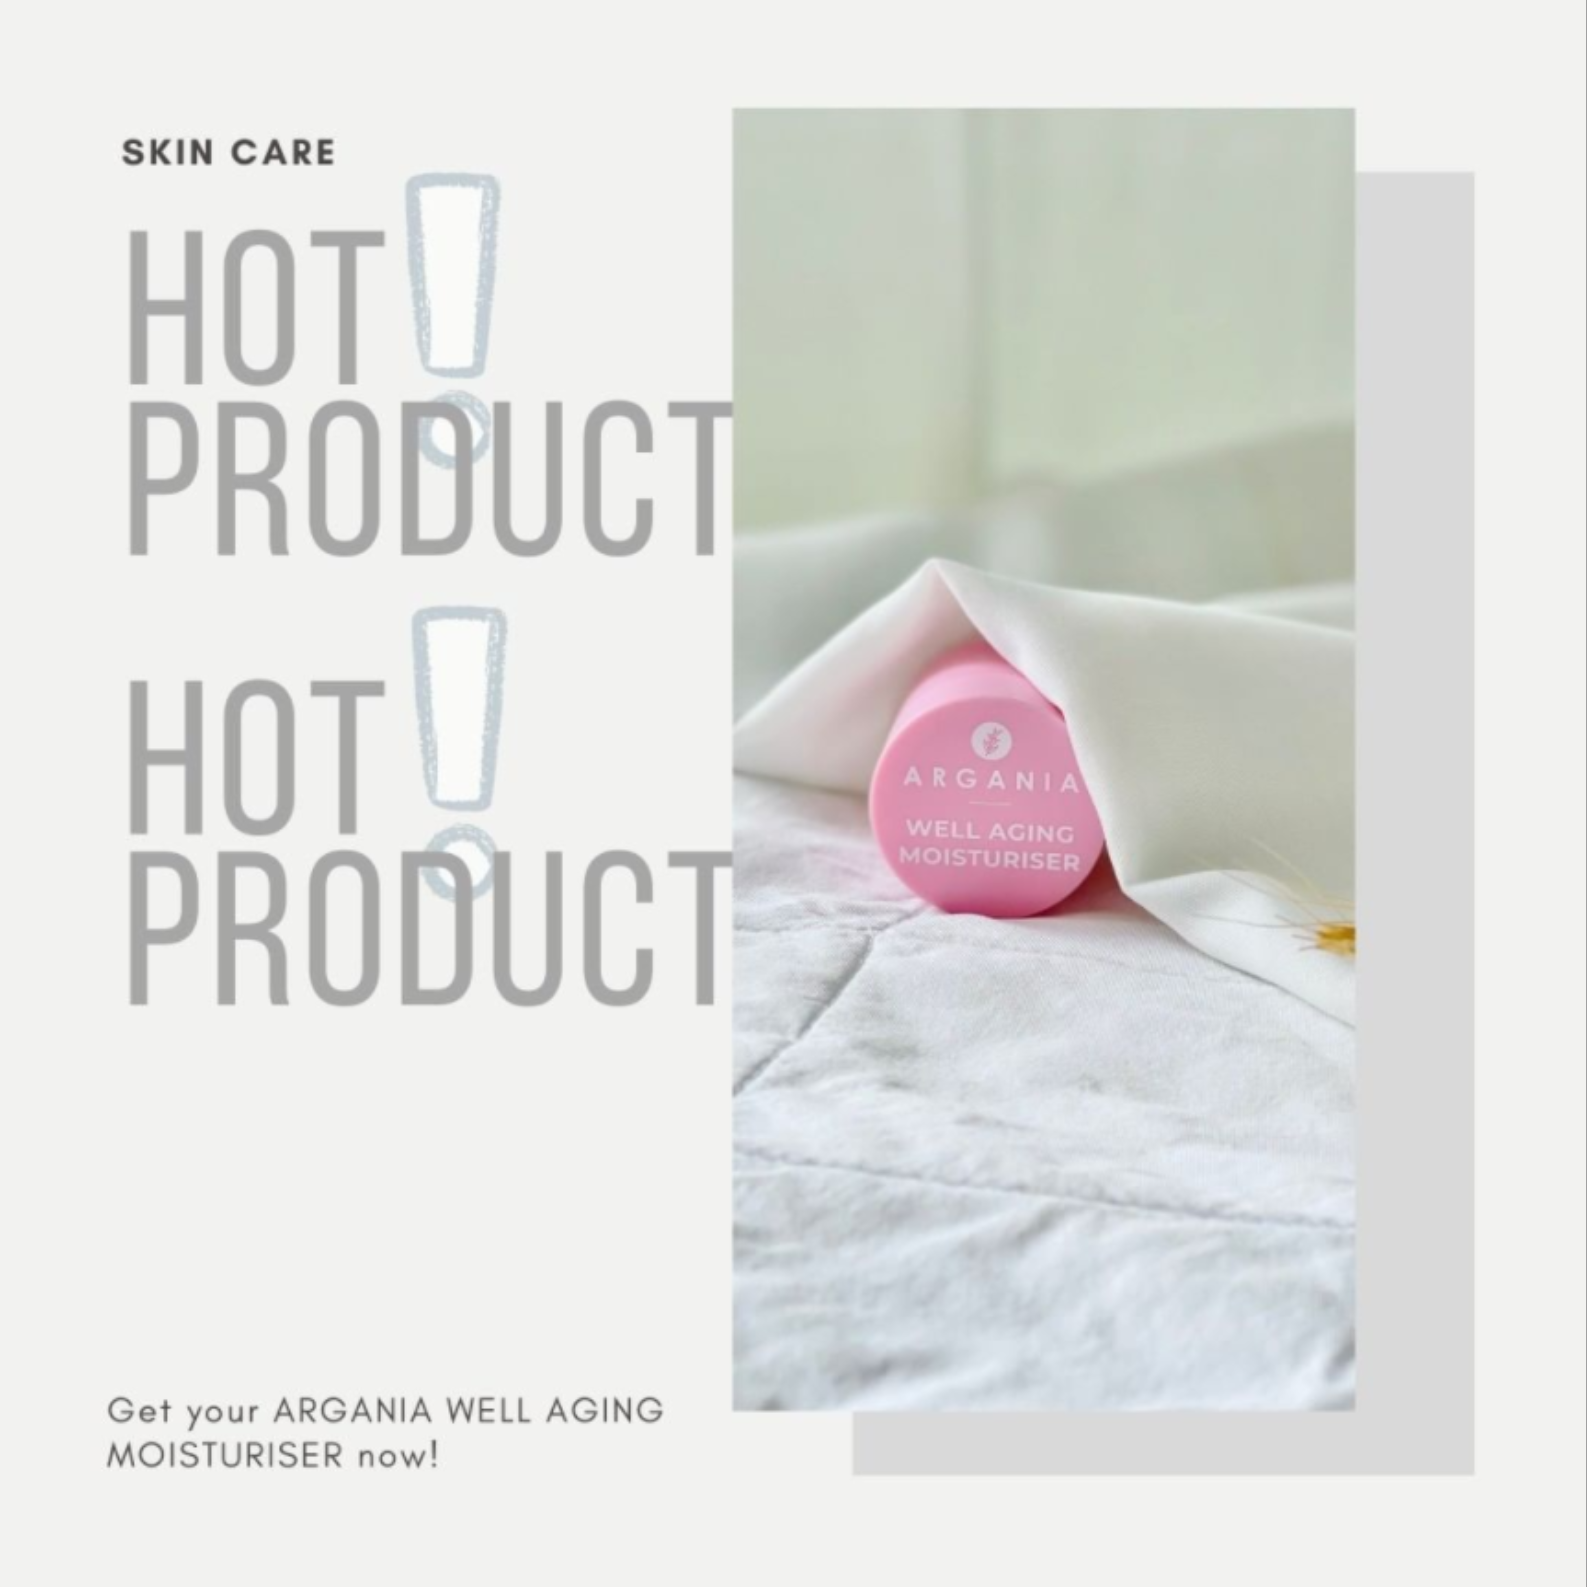 SKIN CARE
HOT!
PRODUCT
HOT!
PRODUCT
ARGANIA
WELL AGING
MOISTURISER
Get your ARGANIA WELL AGING
MOISTURISER now!